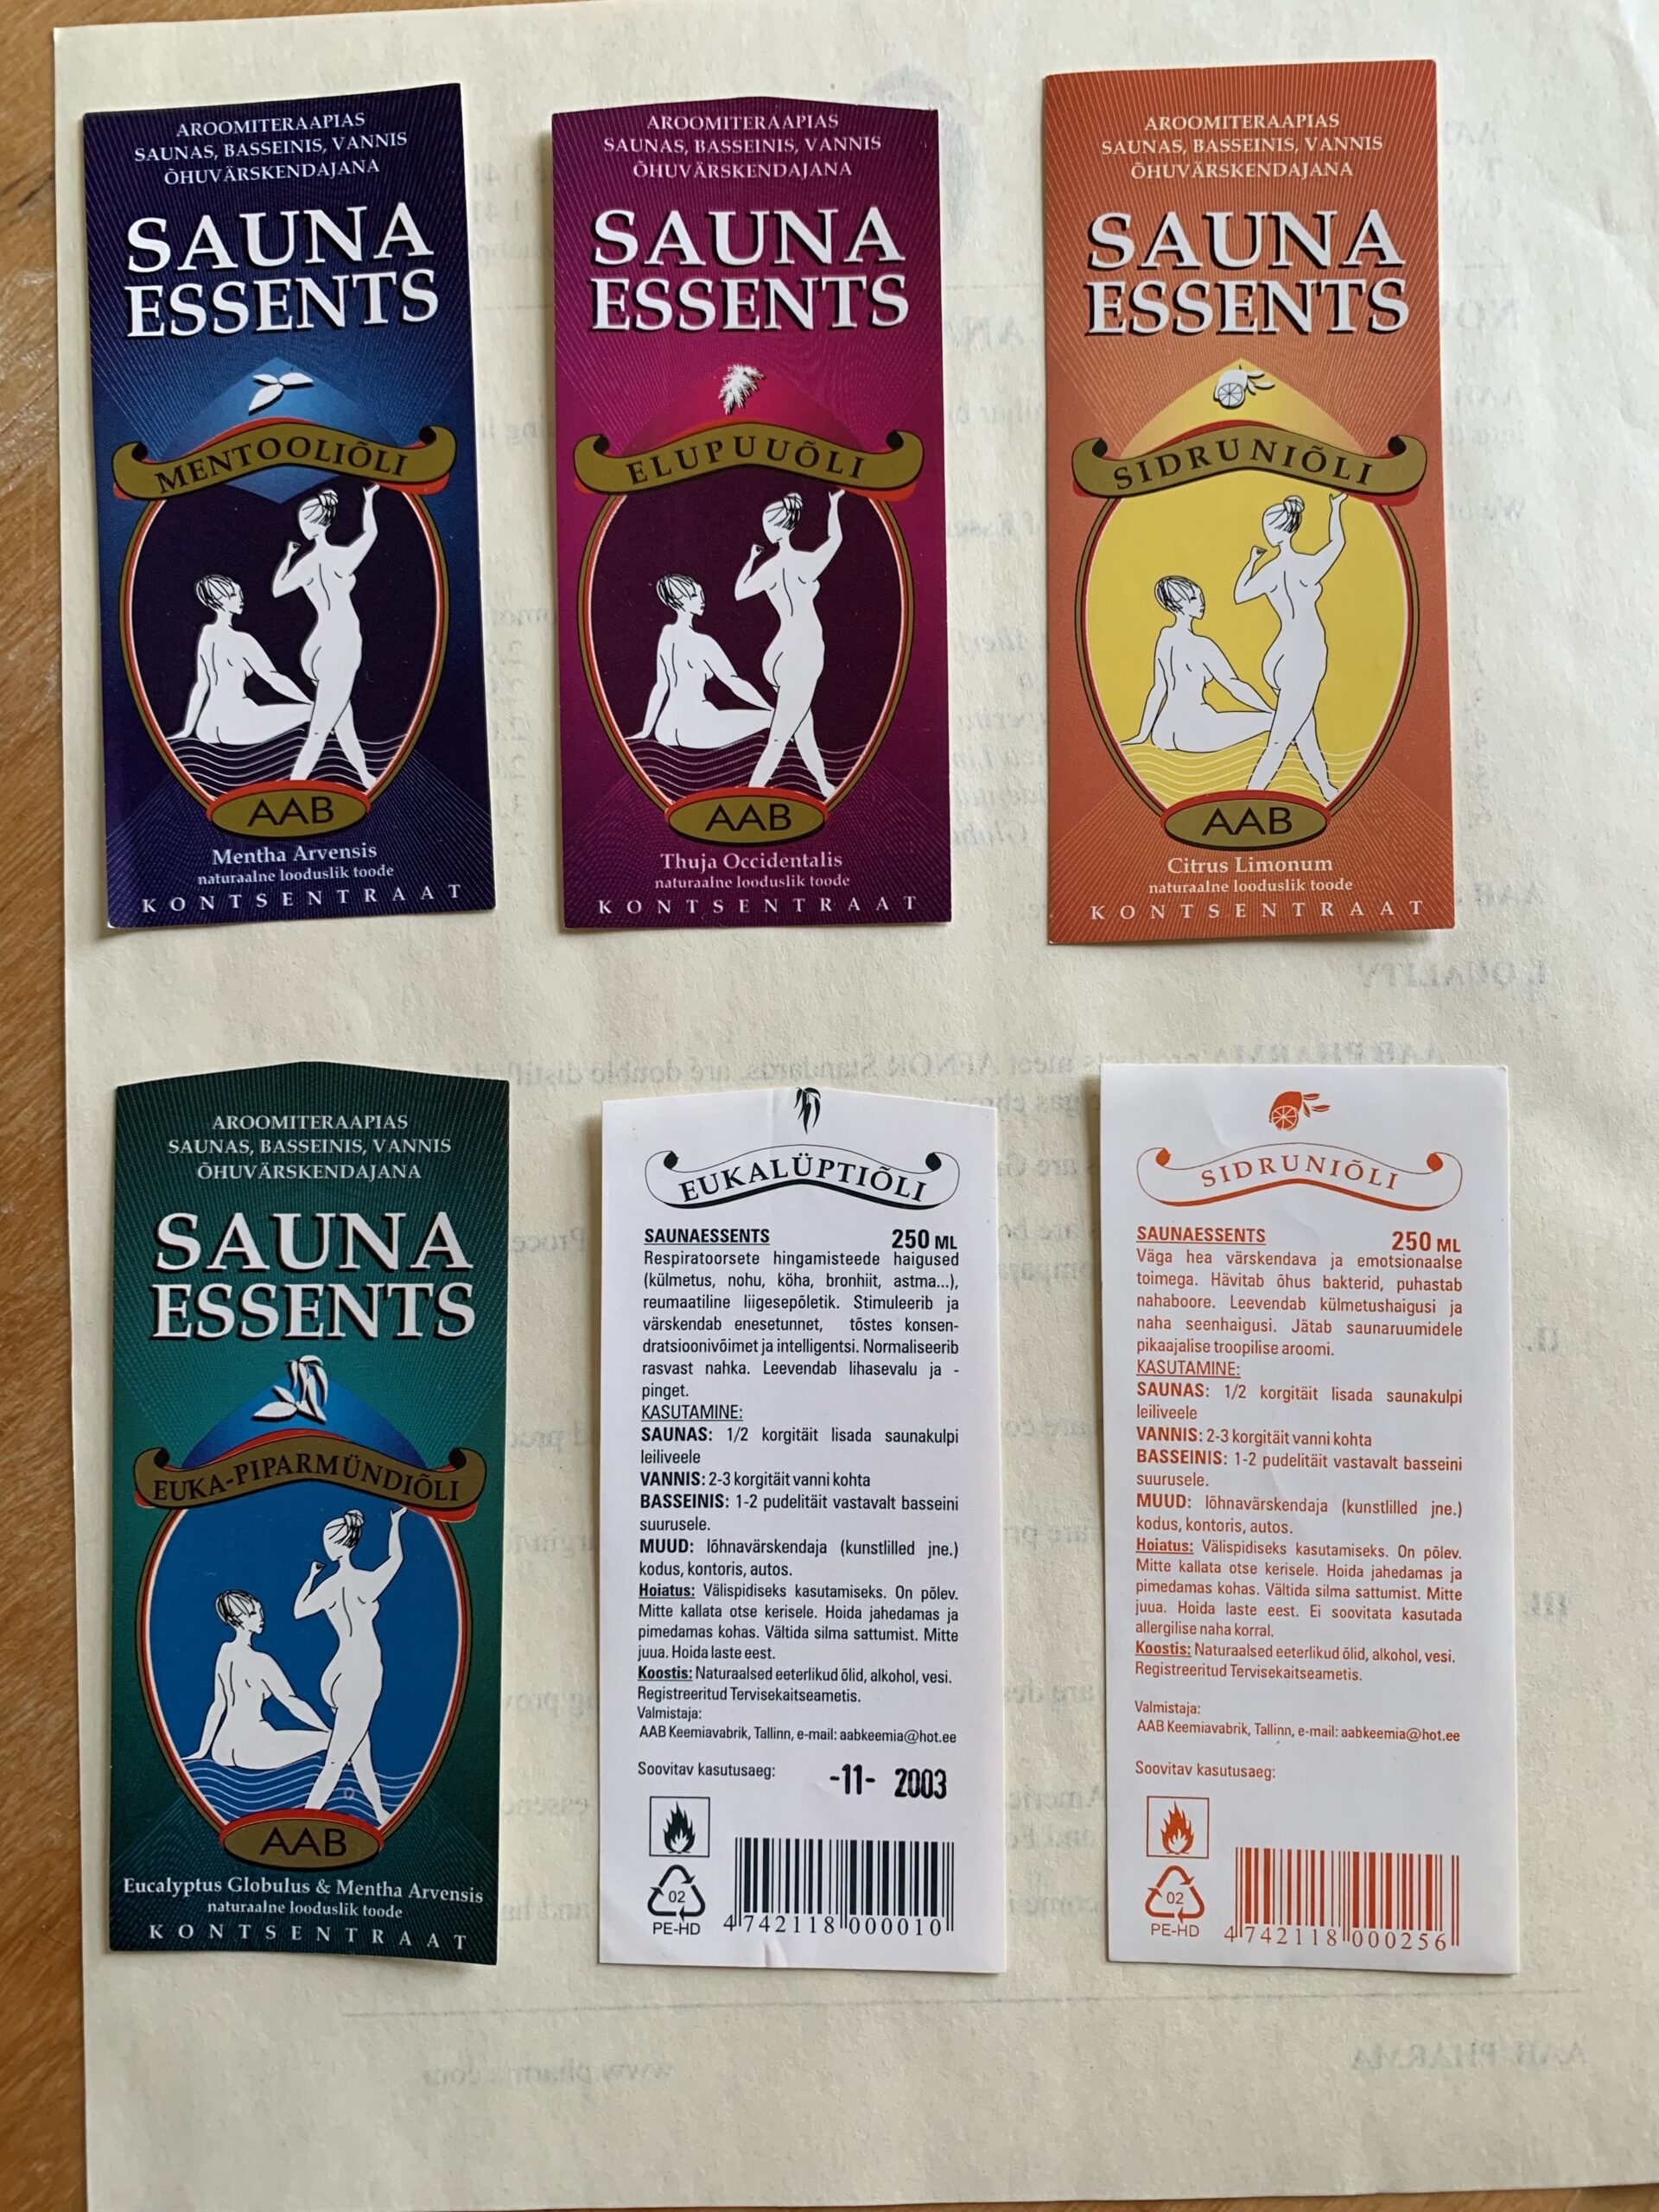 AROOMITERAAPIAS
SAUNAS, BASSEINIS, VANNIS
ÕHUVÄRSKENDAJANA
SAUNA
ESSENTS
MENTOOLIÕLI
AAB
Mentha Arvensis
naturaalne looduslik toode
KONTSENTRAAT
AROOMITERAAPIAS
SAUNAS, BASSEINIS, VANNIS
ÕHUVÄRSKENDAJANA
SAUNA
ESSENTS
ELUPUUÕLI
AAB
Thuja Occidentalis
naturaalne looduslik toode
KONTSENTRAAT
AROOMITERAAPIAS
SAUNAS, BASSEINIS, VANNIS
ÕHUVÄRSKENDAJANA
SAUNA
ESSENTS
SIDRUNIÕLI
AAB
Citrus Limonum
naturaalne looduslik toode
KONTSENTRAAT
AROOMITERAAPIAS
SAUNAS, BASSEINIS, VANNIS
ÕHUVÄRSKENDAJANA
SAUNA
ESSENTS
EUKA-PIPARMÜNDIÕLI
AAB
Eucalyptus Globulus & Mentha Arvensis
naturaalne looduslik toode
KONTSENTRAAT
EUKALÜPTIÕLI
SAUNAESSENTS 250 ML
Respiratoorsete hingamisteede haigused
(külmetus, nohu, köha, bronhiit, astma...),
reumaatiline liigesepõletik. Stimuleerib ja
värskendab enesetunnet, tõstes konsen-
dratsioonivõimet ja intelligentsi. Normaliseerib
rasvast nahka. Leevendab lihasevalu ja -
pinget.
KASUTAMINE:
SAUNAS: 1/2 korgitäit lisada saunakulpi
leiliveele
VANNIS: 2-3 korgitäit vanni kohta
BASSEINIS: 1-2 pudelitäit vastavalt basseini
suurusele.
MUUD: lõhnavärskendaja (kunstlilled jne.)
kodus, kontoris, autos.
Hoiatus: Välispidiseks kasutamiseks. On põlev.
Mitte kallata otse kerisele. Hoida jahedamas ja
pimedamas kohas. Vältida silma sattumist. Mitte
juua. Hoida laste eest.
Koostis: Naturaalsed eeterlikud õlid, alkohol, vesi.
Registreeritud Tervisekaitseametis.
Valmistaja:
AAB Keemiavabrik, Tallinn, e-mail: aabkeemia@hot.ee
Soovitav kasutusaeg: -11- 2003
02
PE-HD
4 742118 000010
SIDRUNIÕLI
SAUNAESSENTS 250 ML
Väga hea värskendava ja emotsionaalse
toimega. Hävitab õhus bakterid, puhastab
nahaboore. Leevendab külmetushaigusi ja
naha seenhaigusi. Jätab saunaruumidele
pikaajalise troopilise aroomi.
KASUTAMINE:
SAUNAS: 1/2 korgitäit lisada saunakulpi
leiliveele
VANNIS: 2-3 korgitäit vanni kohta
BASSEINIS: 1-2 pudelitäit vastavalt basseini
suurusele.
MUUD: lõhnavärskendaja (kunstlilled jne.)
kodus, kontoris, autos.
Hoiatus: Välispidiseks kasutamiseks. On põlev.
Mitte kallata otse kerisele. Hoida jahedamas ja
pimedamas kohas. Vältida silma sattumist. Mitte
juua. Hoida laste eest. Ei soovitata kasutada
allergilise naha korral.
Koostis: Naturaalsed eeterlikud õlid, alkohol, vesi.
Registreeritud Tervisekaitseametis.
Valmistaja:
AAB Keemiavabrik, Tallinn, e-mail: aabkeemia@hot.ee
Soovitav kasutusaeg:
02
PE-HD
4 742118 000256